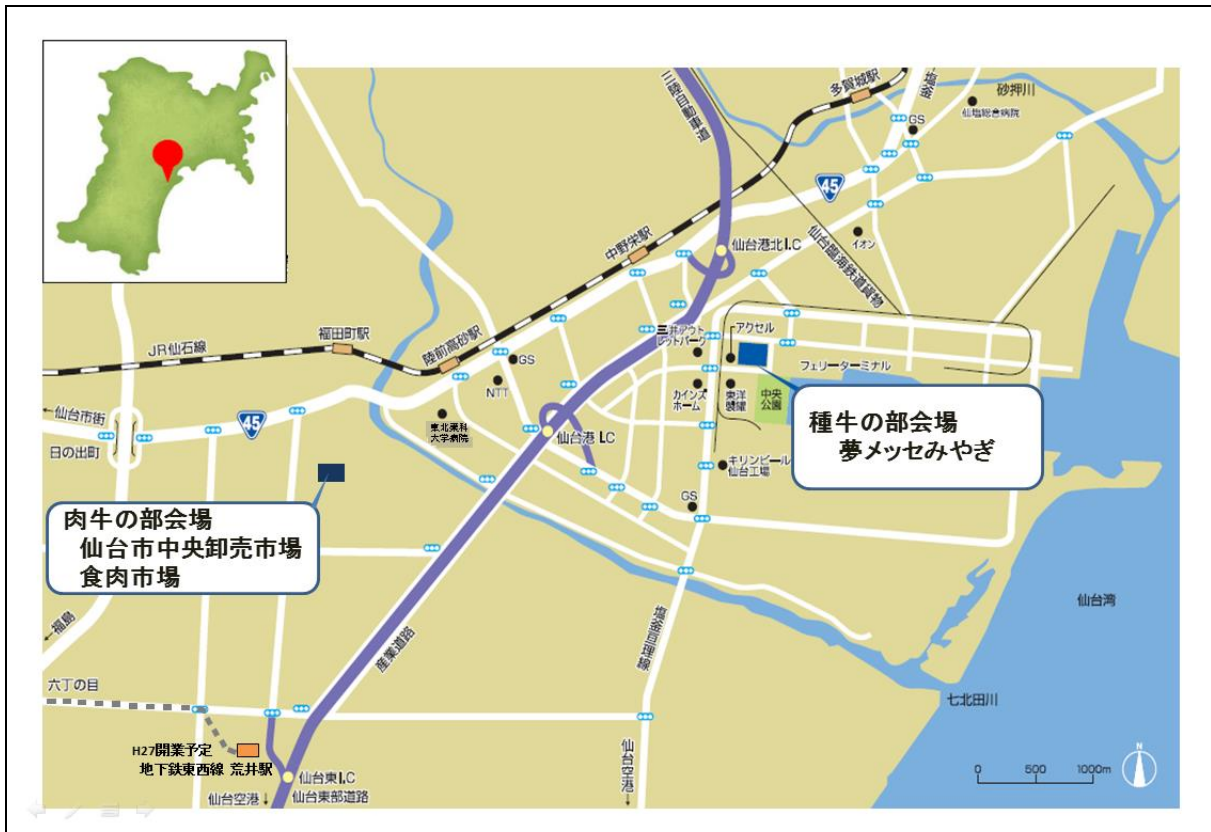 三陸自動車道
多賀城駅
↑塩釜
砂押川
仙塩総合病院
GS
45
中野栄駅
仙台港北I.C
仙台臨海鉄道貨物
イオン
三井アウト
レットパーク
アクセル
フェリーターミナル
福田町駅
陸前高砂駅
JR仙石線
GS
NTT
カインズ
ホーム
東洋
中央
公園
種牛の部会場
夢メッセみやぎ
←仙台市街
45
日の出町
東北薬科
大学病院
仙台港I.C
キリンビール
仙台工場
GS
肉牛の部会場
仙台市中央卸売市場
食肉市場
仙台湾
←福島
産業道路
塩釜亘理線
六丁の目
七北田川
H27開業予定
地下鉄東西線 荒井駅
仙台東I.C
仙台空港↓
仙台東部道路
仙台空港→
N
0 500 1000m